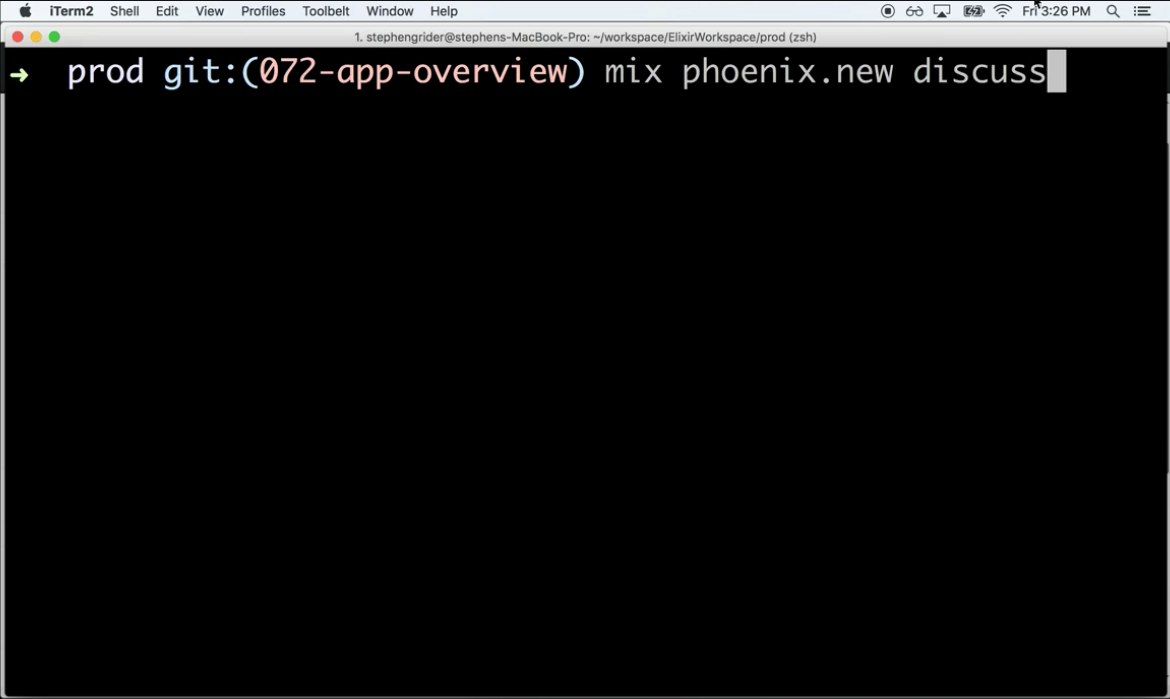 iTerm2 Shell Edit View Profiles Toolbelt Window Help Fri 3:26 PM
1. stephengrider@stephens-MacBook-Pro: ~/workspace/ElixirWorkspace/prod (zsh)
➜ prod git:(072-app-overview) mix phoenix.new discuss